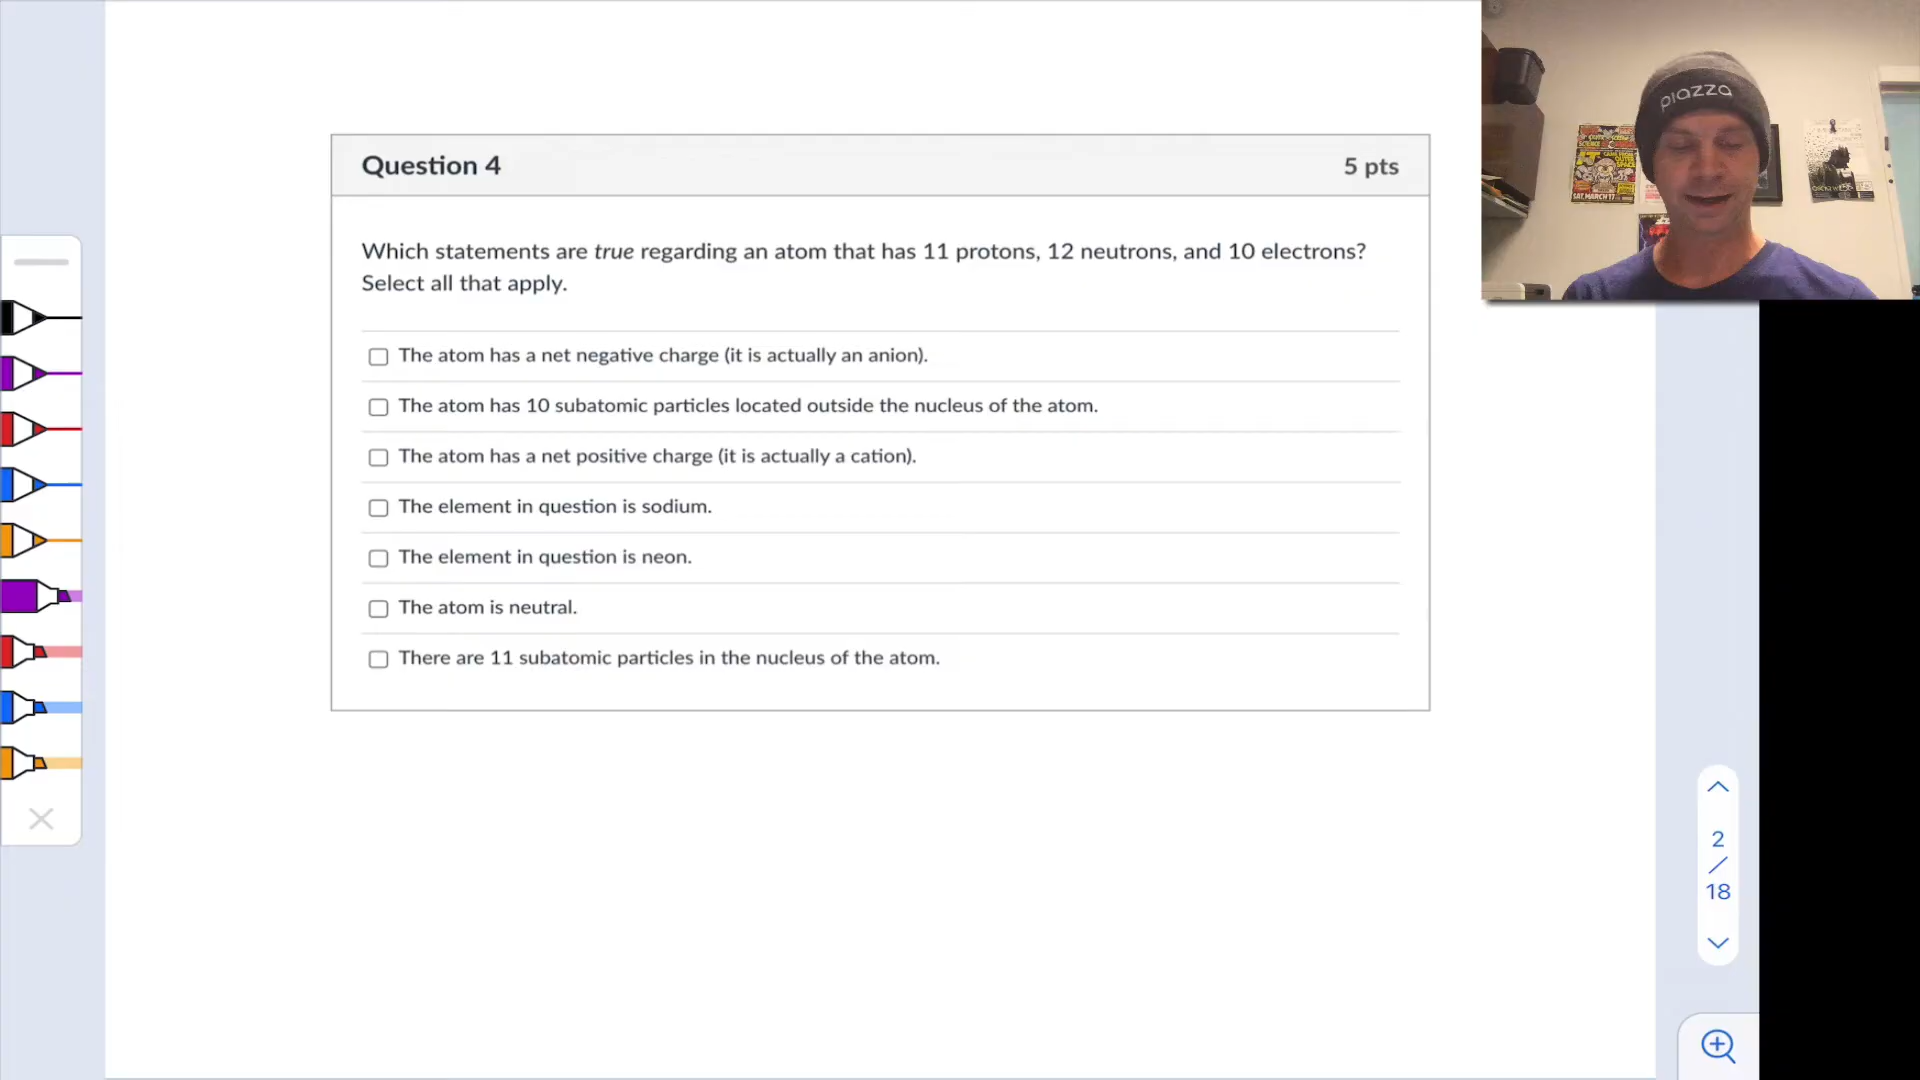 Question 4
5 pts
Which statements are true regarding an atom that has 11 protons, 12 neutrons, and 10 electrons?
Select all that apply.
The atom has a net negative charge (it is actually an anion).
The atom has 10 subatomic particles located outside the nucleus of the atom.
The atom has a net positive charge (it is actually a cation).
The element in question is sodium.
The element in question is neon.
The atom is neutral.
There are 11 subatomic particles in the nucleus of the atom.
piazza
SAT. MARCH 17
2
/
18